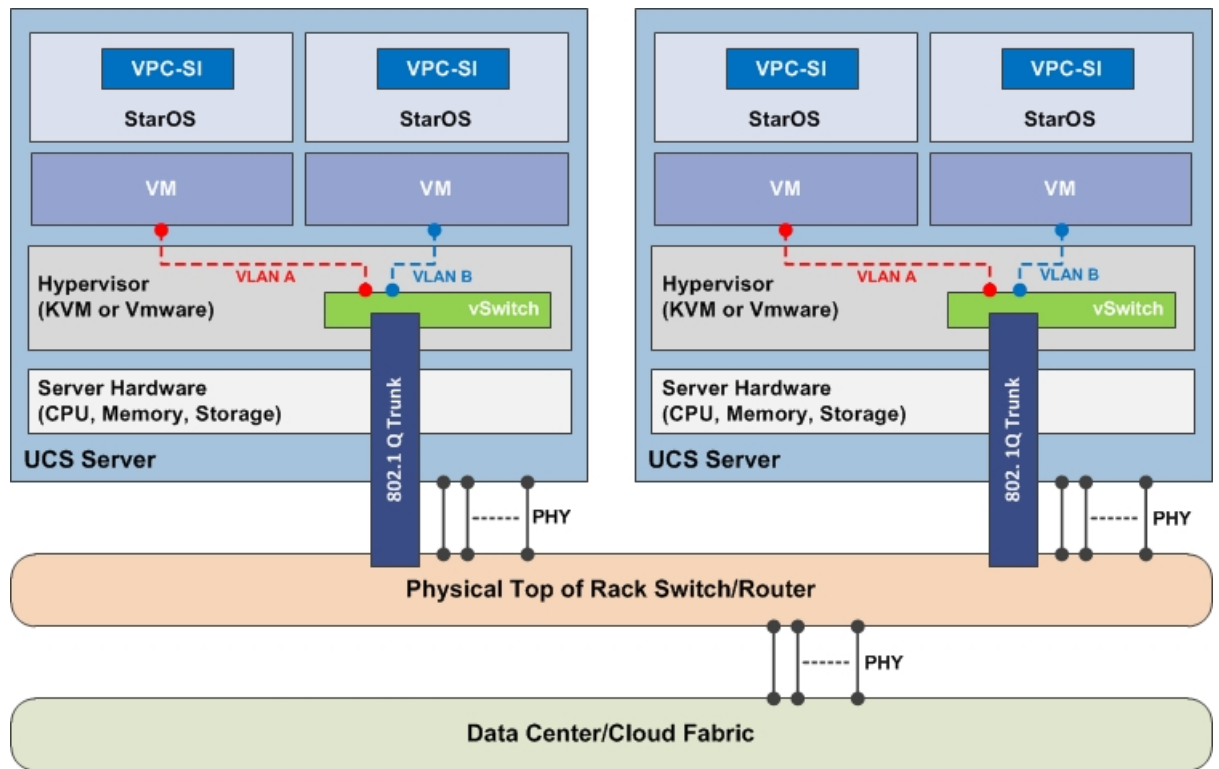 VPC-SI
StarOS
VPC-SI
StarOS
VM
VM
VLAN A
VLAN B
Hypervisor
(KVM or Vmware)
vSwitch
Server Hardware
(CPU, Memory, Storage)
802.1 Q Trunk
UCS Server
PHY
VPC-SI
StarOS
VPC-SI
StarOS
VM
VM
VLAN A
VLAN B
Hypervisor
(KVM or Vmware)
vSwitch
Server Hardware
(CPU, Memory, Storage)
802. 1Q Trunk
UCS Server
PHY
Physical Top of Rack Switch/Router
PHY
Data Center/Cloud Fabric